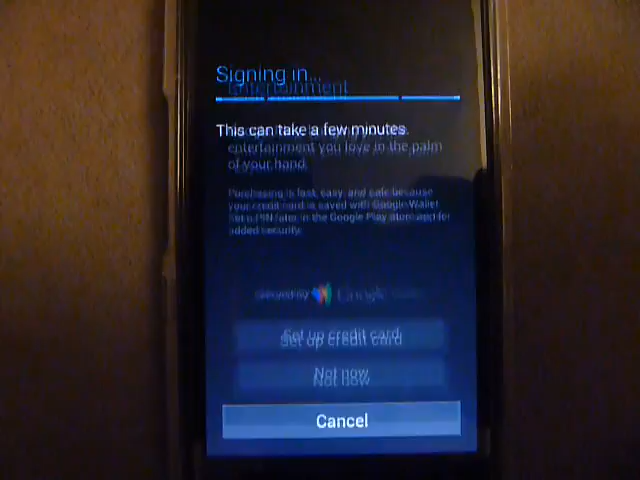 Signing in...
Entertainment
This can take a few minutes.
entertainment you love in the palm
of your hand.
Purchasing is fast, easy, and safe because
your credit card is saved with Google Wallet
Set a PIN later in the Google Play store app for
added security.
Google
Set up credit card
Not now
Cancel